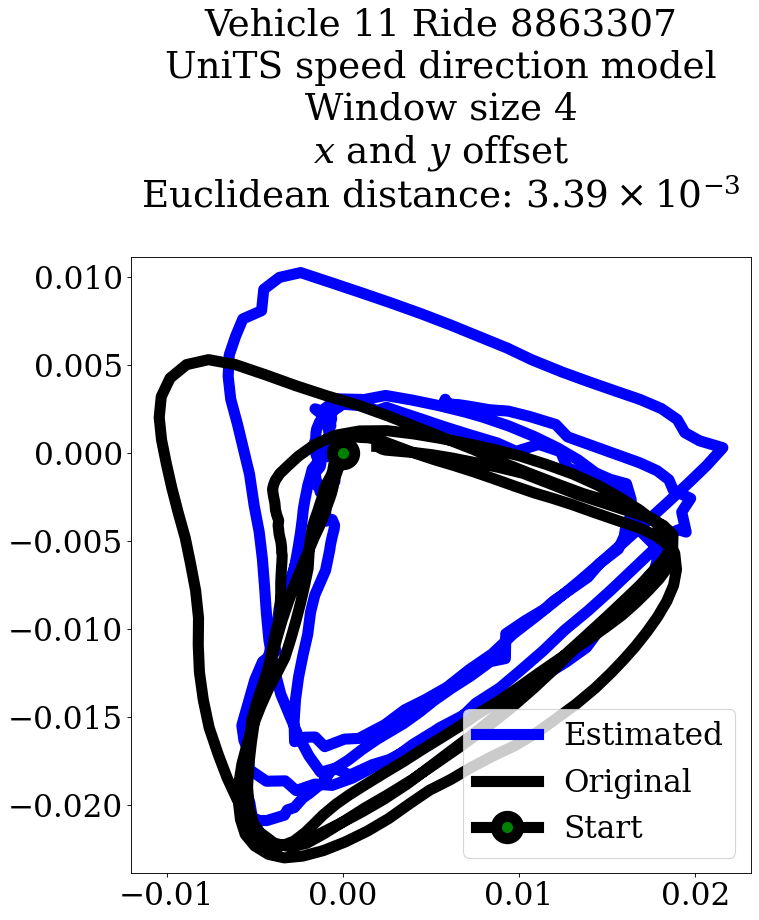 Vehicle 11 Ride 8863307
UniTS speed direction model
Window size 4
x and y offset
Euclidean distance: 3.39 × 10⁻³
0.010
0.005
0.000
−0.005
−0.010
−0.015
−0.020
Estimated
Original
Start
−0.01 0.00 0.01 0.02